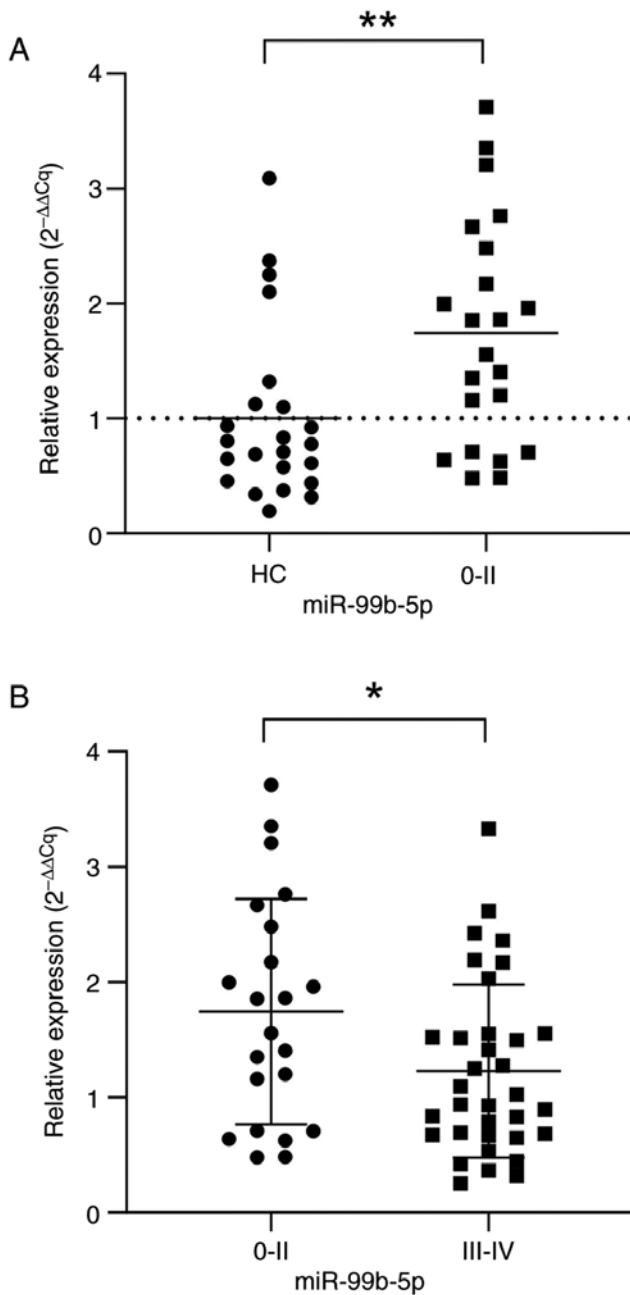 A
**
Relative expression (2⁻ΔΔCq)
4
3
2
1
0
HC 0-II
miR-99b-5p
B
*
Relative expression (2⁻ΔΔCq)
4
3
2
1
0
0-II III-IV
miR-99b-5p